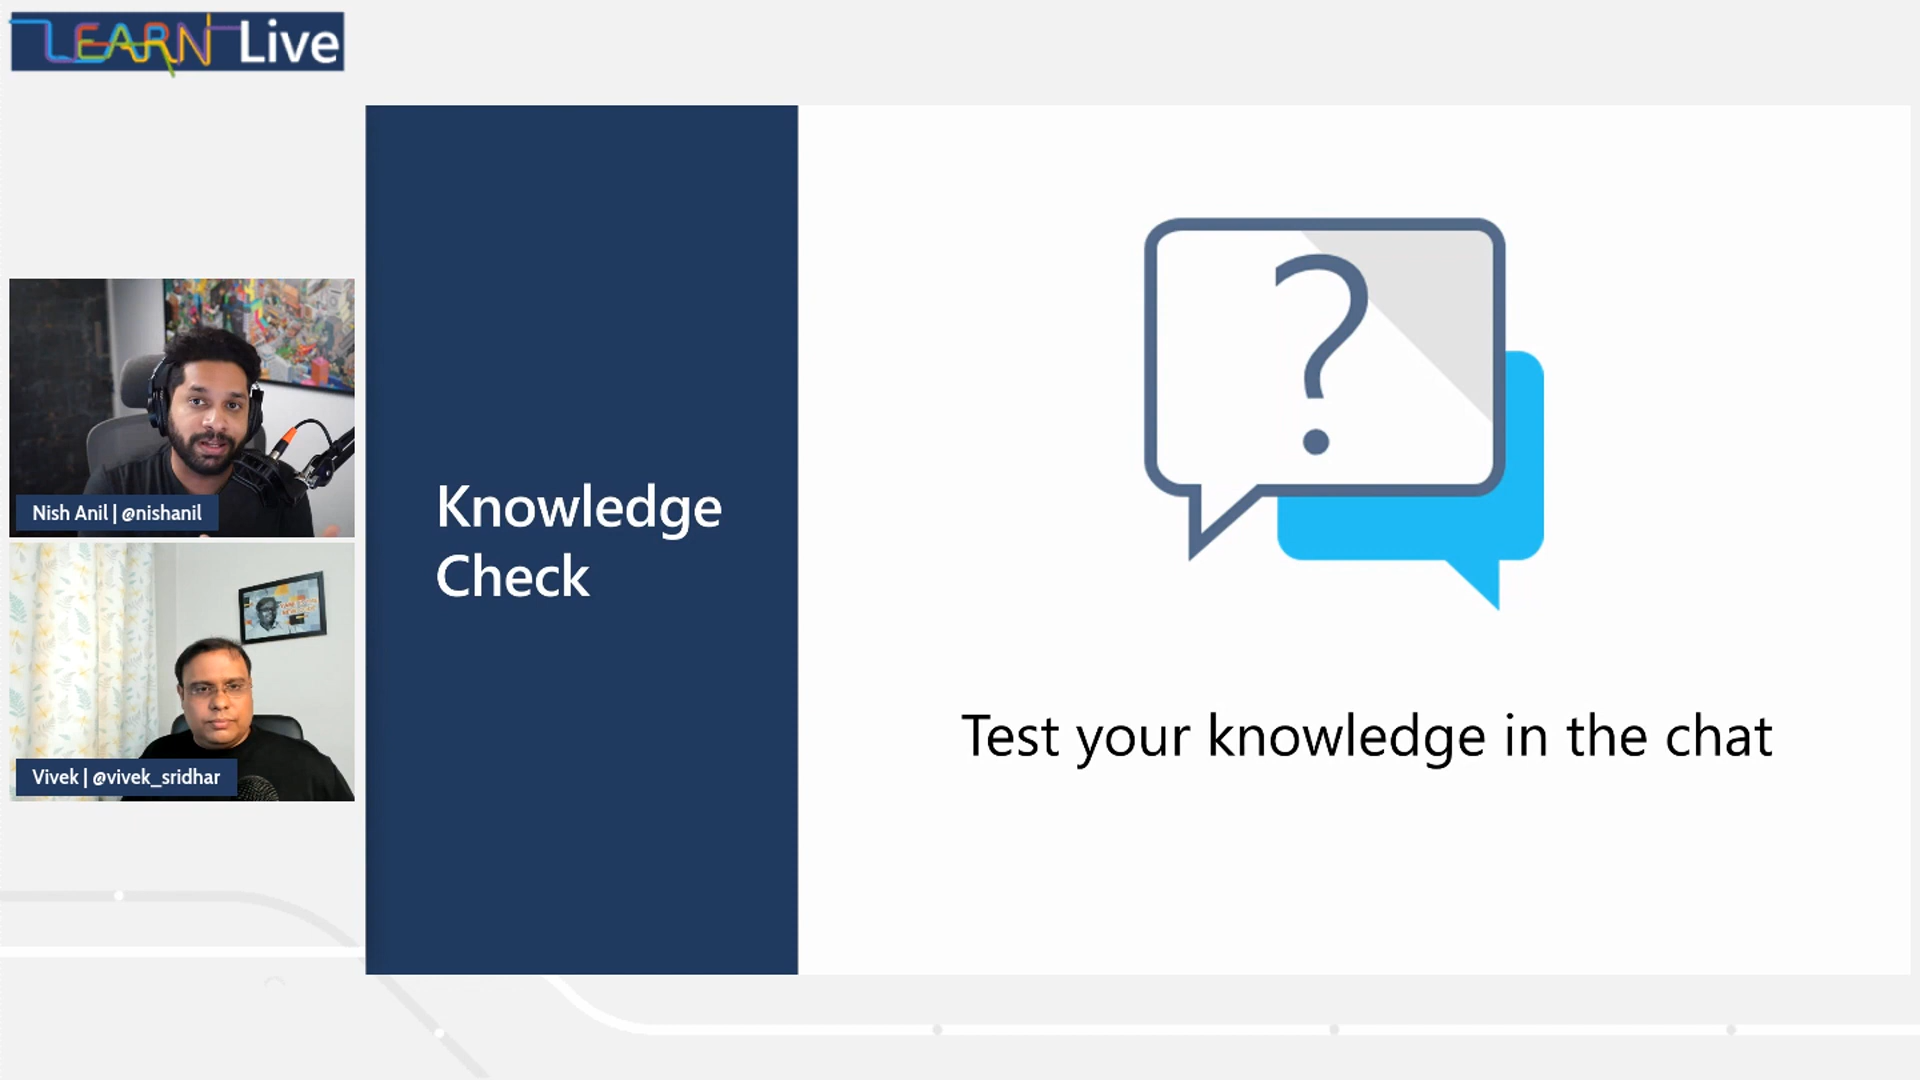 LEARN Live
Nish Anil | @nishanil
Vivek | @vivek_sridhar
Knowledge
Check
?
Test your knowledge in the chat